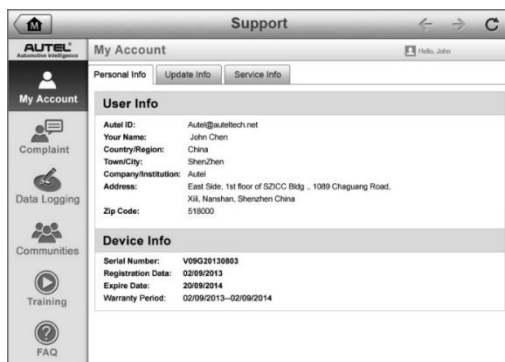 M
Support
AUTEL
Automotive Intelligence
My Account
Hello, John
My Account
Complaint
Data Logging
Communities
Training
FAQ
Personal Info
Update Info
Service Info
User Info
Autel ID: Autel@auteltech.net
Your Name: John Chen
Country/Region: China
Town/City: ShenZhen
Company/Institution: Autel
Address: East Side, 1st floor of SZICC Bldg ., 1089 Chaguang Road,
Xili, Nanshan, Shenzhen China
Zip Code: 518000
Device Info
Serial Number: V09G20130803
Registration Data: 02/09/2013
Expire Date: 20/09/2014
Warranty Period: 02/09/2013--02/09/2014